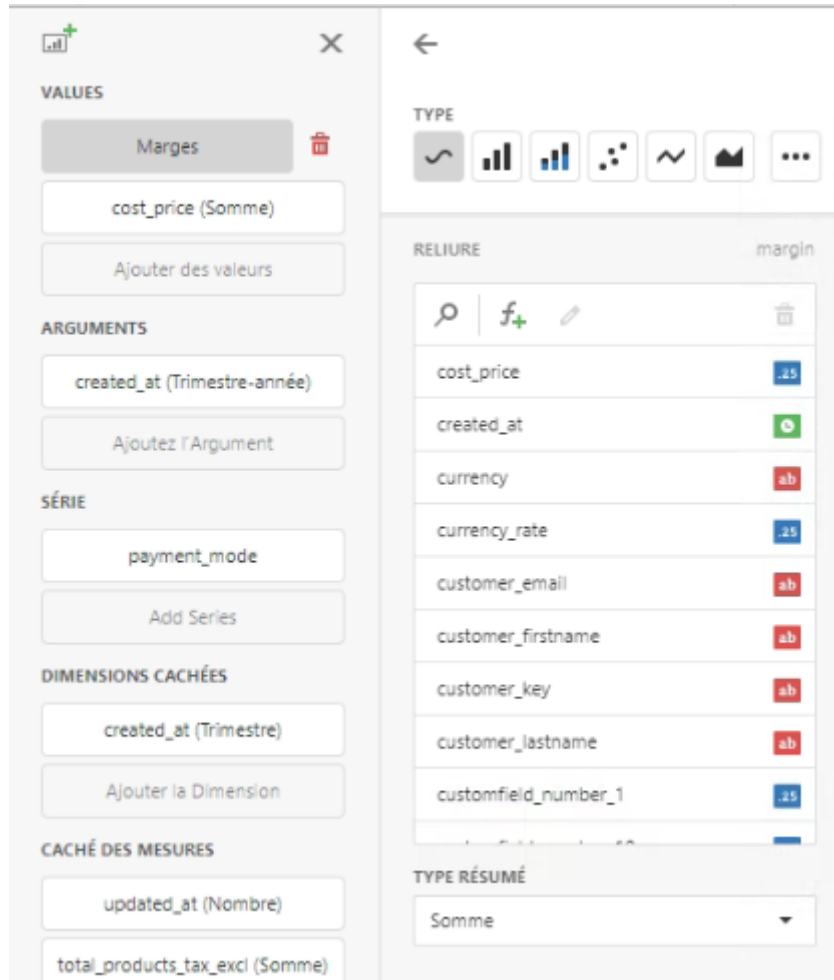 VALUES
Marges
cost_price (Somme)
Ajouter des valeurs
ARGUMENTS
created_at (Trimestre-année)
Ajoutez l'Argument
SÉRIE
payment_mode
Add Series
DIMENSIONS CACHÉES
created_at (Trimestre)
Ajouter la Dimension
CACHÉ DES MESURES
updated_at (Nombre)
total_products_tax_excl (Somme)
TYPE
RELIURE margin
cost_price .25
created_at
currency ab
currency_rate .25
customer_email ab
customer_firstname ab
customer_key ab
customer_lastname ab
customfield_number_1 .25
TYPE RÉSUMÉ
Somme